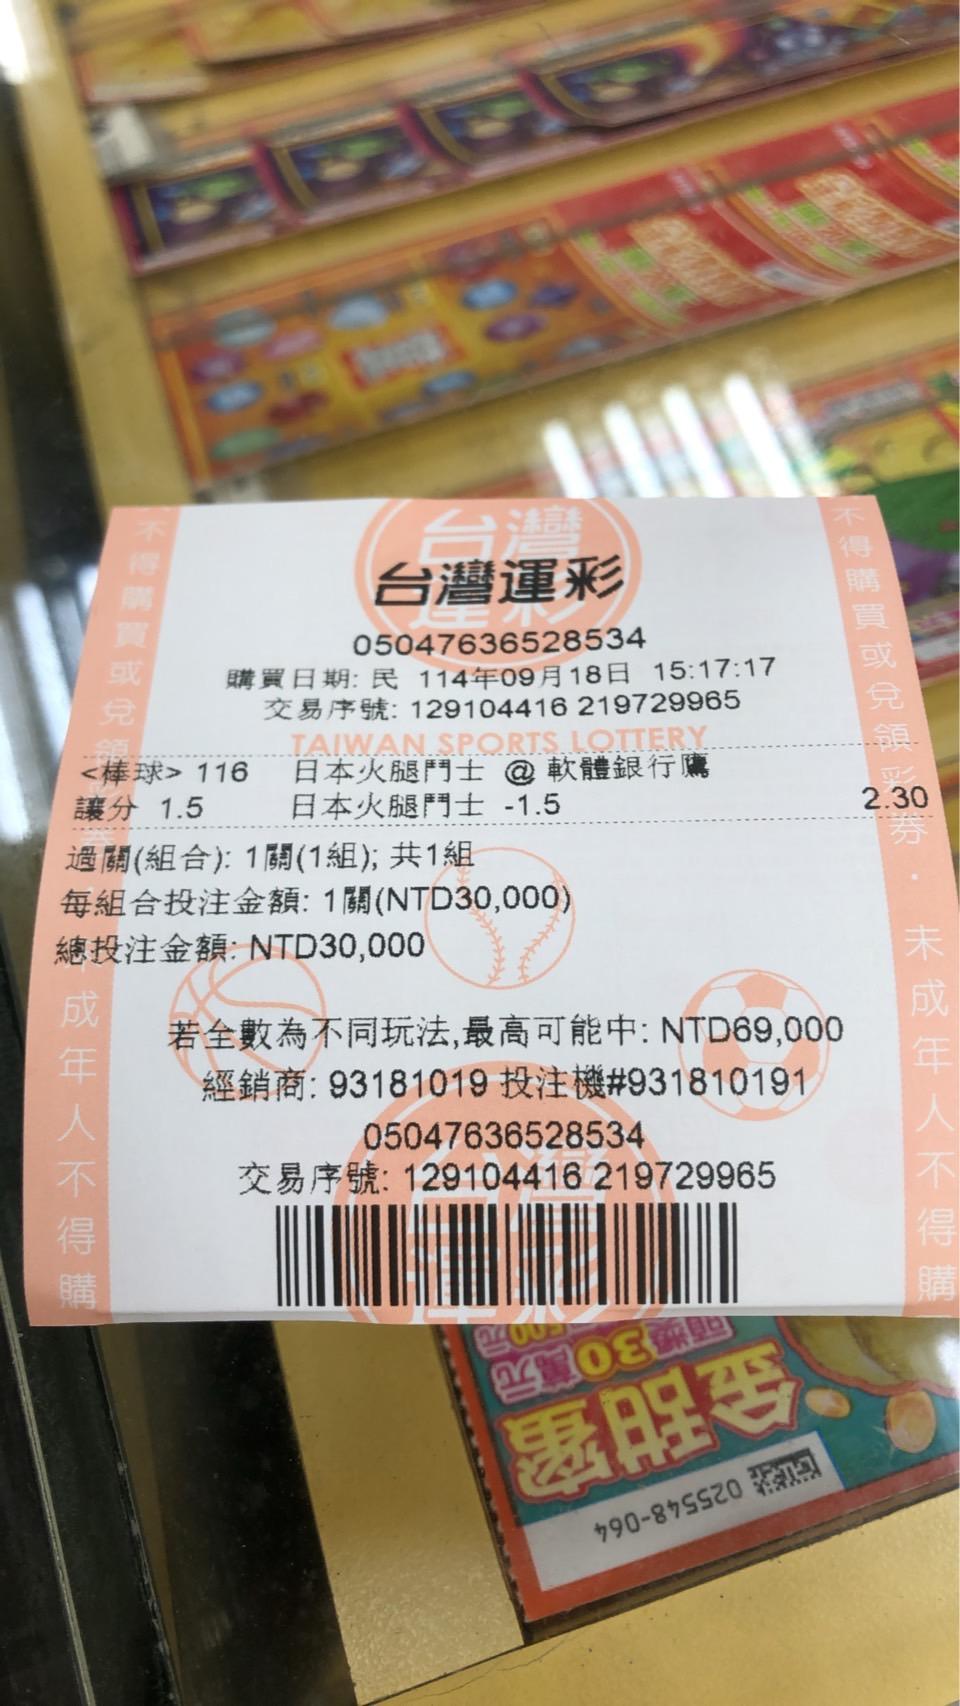 台灣運彩
05047636528534
購買日期: 民 114年09月18日 15:17:17
交易序號: 129104416 219729965
TAIWAN SPORTS LOTTERY
<棒球> 116 日本火腿鬥士 @ 軟體銀行鷹
讓分 1.5 日本火腿鬥士 -1.5 2.30
過關(組合): 1關(1組); 共1組
每組合投注金額: 1關(NTD30,000)
總投注金額: NTD30,000
若全數為不同玩法,最高可能中: NTD69,000
經銷商: 93181019 投注機#931810191
05047636528534
交易序號: 129104416 219729965
不得購買或兌領彩券
成年人不得購
不得購買或兌領彩券.未成年人不得購
台灣運彩
頭獎30萬元
金甜蜜
025548-064